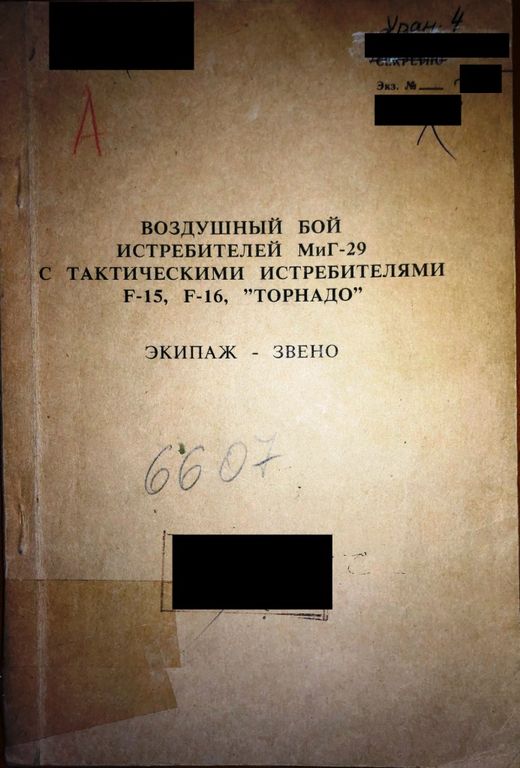 Уран. 4
Экз. №
А
ВОЗДУШНЫЙ БОЙ
ИСТРЕБИТЕЛЕЙ МиГ-29
С ТАКТИЧЕСКИМИ ИСТРЕБИТЕЛЯМИ
F-15, F-16, "ТОРНАДО"
ЭКИПАЖ - ЗВЕНО
6607